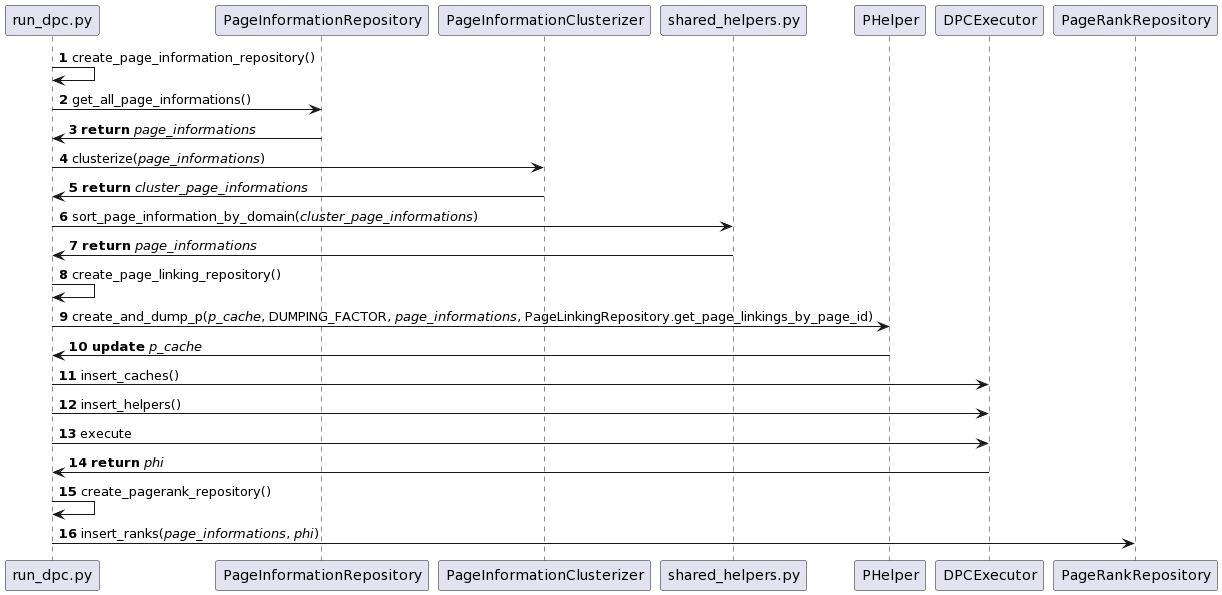 run_dpc.py PageInformationRepository PageInformationClusterizer shared_helpers.py PHelper DPCExecutor PageRankRepository
1 create_page_information_repository()
2 get_all_page_informations()
3 return page_informations
4 clusterize(page_informations)
5 return cluster_page_informations
6 sort_page_information_by_domain(cluster_page_informations)
7 return page_informations
8 create_page_linking_repository()
9 create_and_dump_p(p_cache, DUMPING_FACTOR, page_informations, PageLinkingRepository.get_page_linkings_by_page_id)
10 update p_cache
11 insert_caches()
12 insert_helpers()
13 execute
14 return phi
15 create_pagerank_repository()
16 insert_ranks(page_informations, phi)
run_dpc.py PageInformationRepository PageInformationClusterizer shared_helpers.py PHelper DPCExecutor PageRankRepository